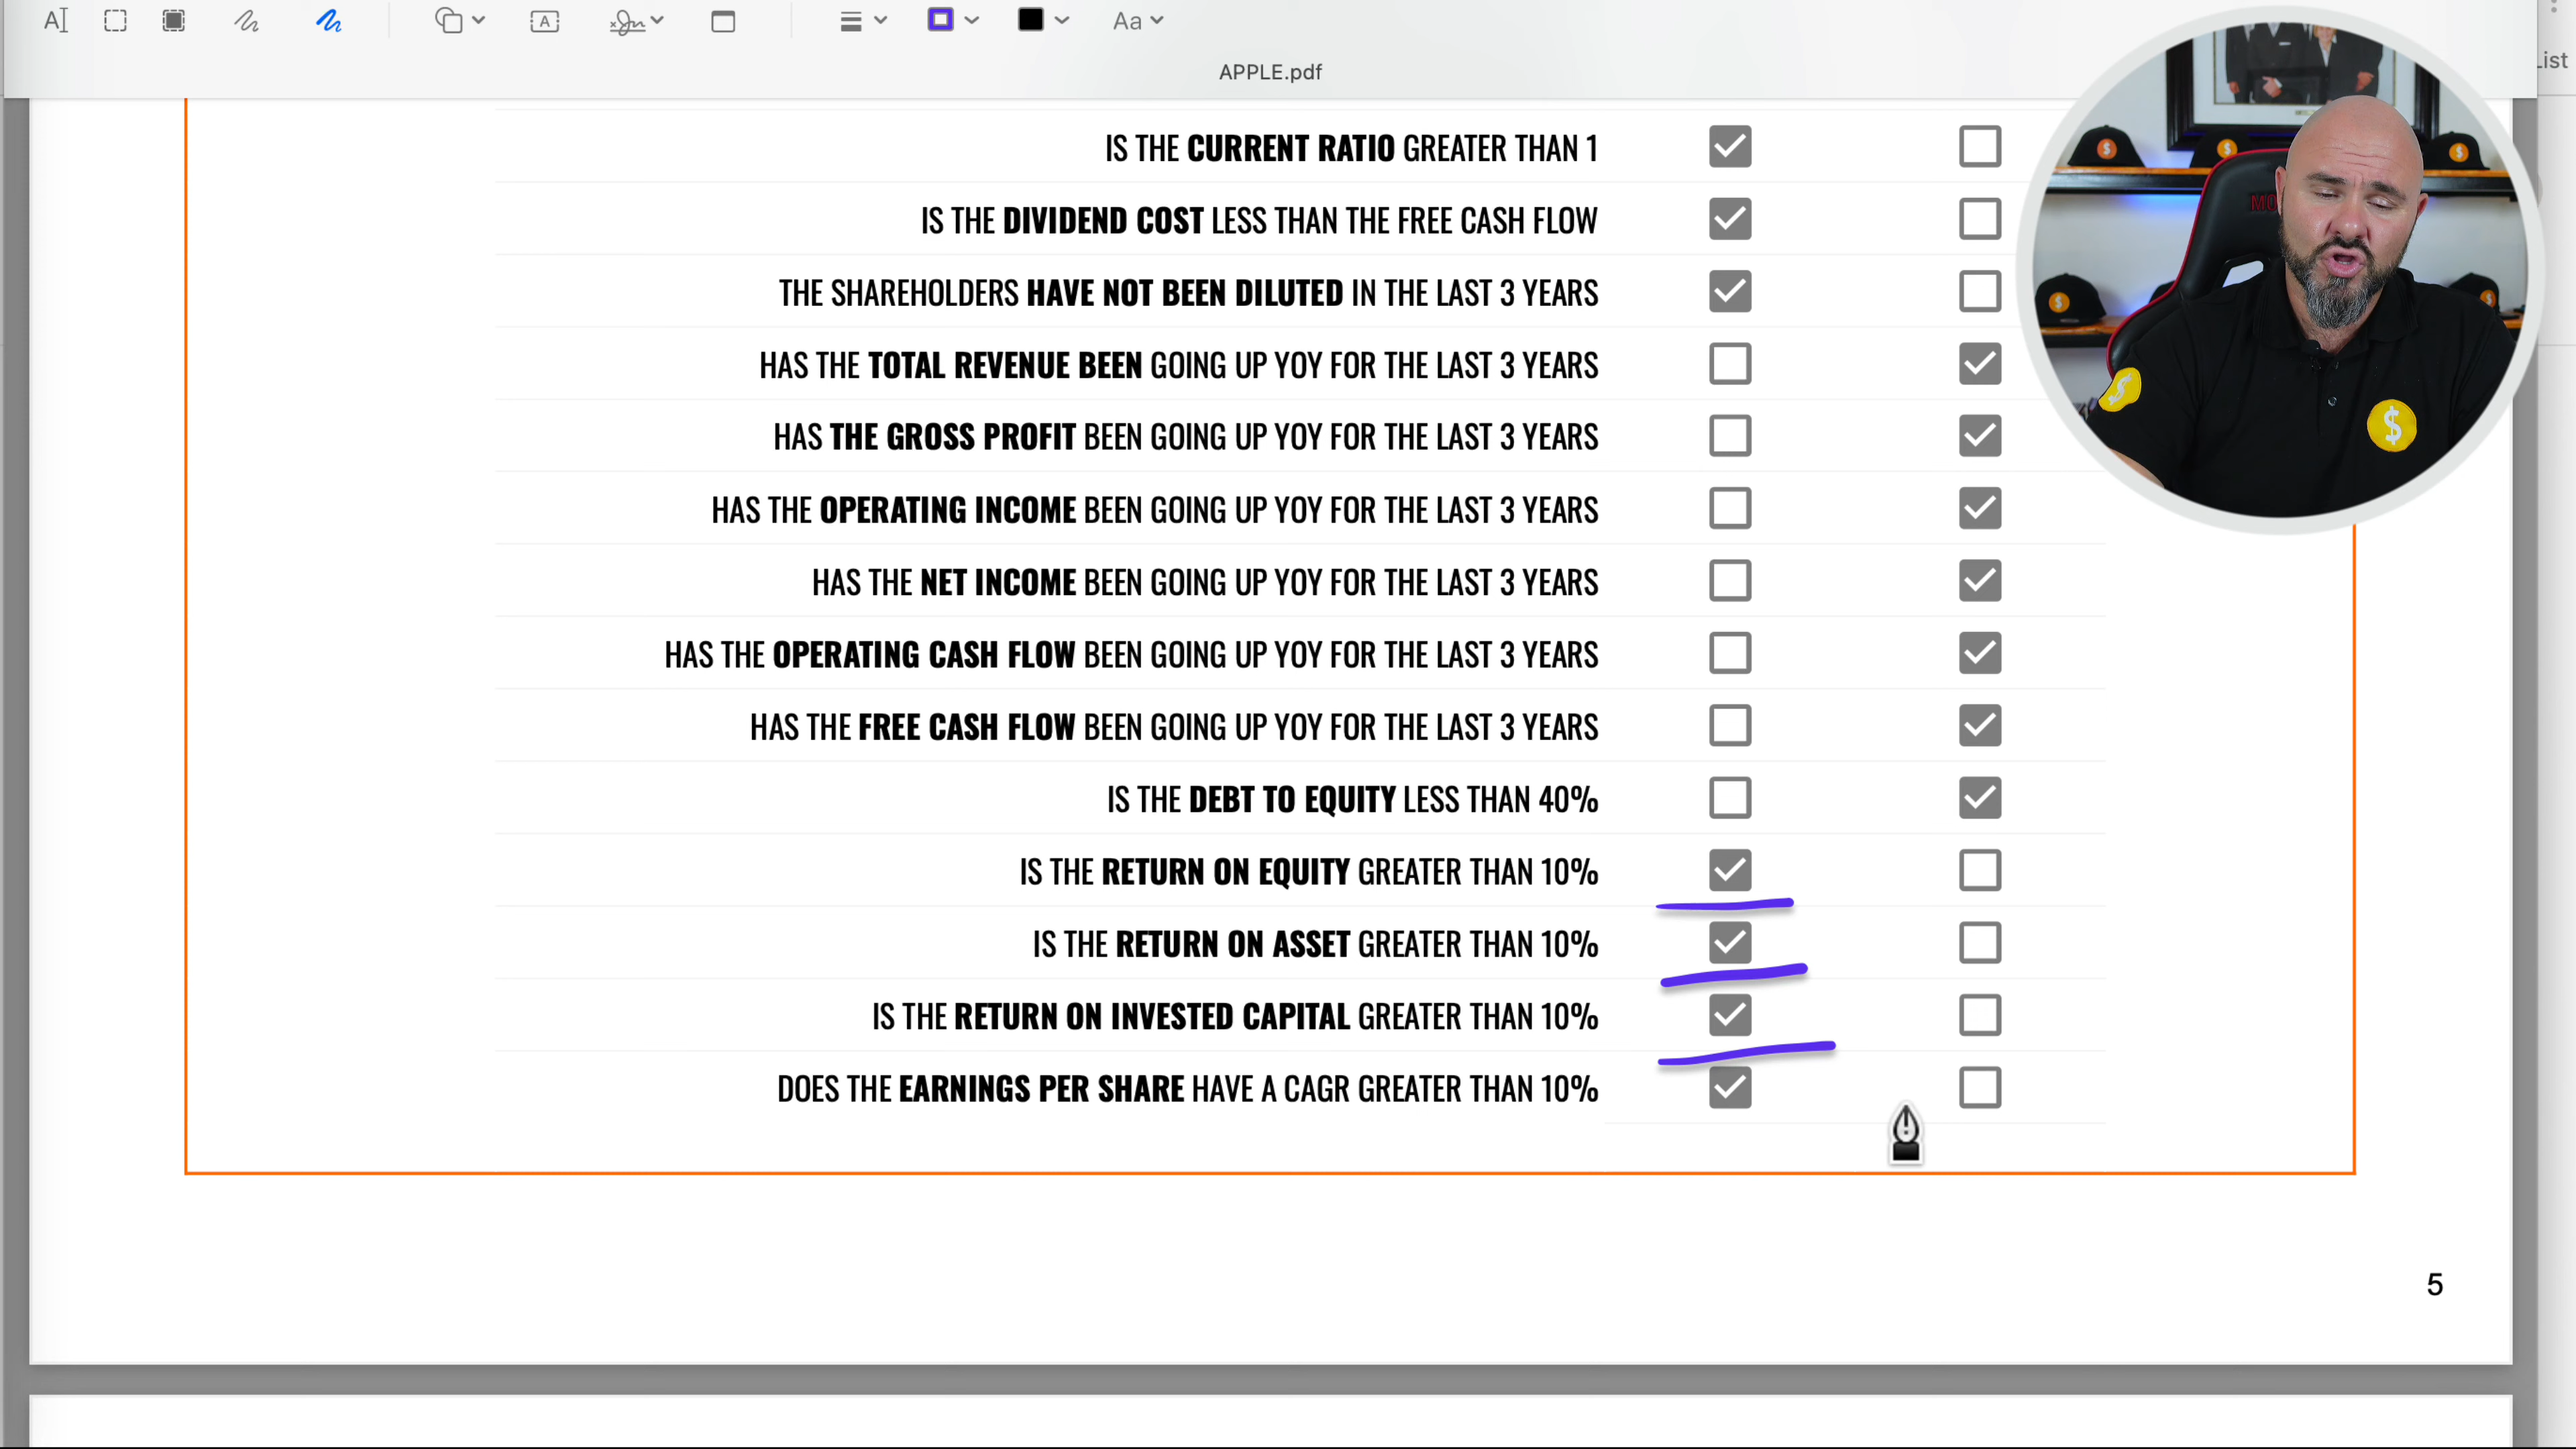 Aa
APPLE.pdf
List
IS THE CURRENT RATIO GREATER THAN 1
IS THE DIVIDEND COST LESS THAN THE FREE CASH FLOW
THE SHAREHOLDERS HAVE NOT BEEN DILUTED IN THE LAST 3 YEARS
HAS THE TOTAL REVENUE BEEN GOING UP YOY FOR THE LAST 3 YEARS
HAS THE GROSS PROFIT BEEN GOING UP YOY FOR THE LAST 3 YEARS
HAS THE OPERATING INCOME BEEN GOING UP YOY FOR THE LAST 3 YEARS
HAS THE NET INCOME BEEN GOING UP YOY FOR THE LAST 3 YEARS
HAS THE OPERATING CASH FLOW BEEN GOING UP YOY FOR THE LAST 3 YEARS
HAS THE FREE CASH FLOW BEEN GOING UP YOY FOR THE LAST 3 YEARS
IS THE DEBT TO EQUITY LESS THAN 40%
IS THE RETURN ON EQUITY GREATER THAN 10%
IS THE RETURN ON ASSET GREATER THAN 10%
IS THE RETURN ON INVESTED CAPITAL GREATER THAN 10%
DOES THE EARNINGS PER SHARE HAVE A CAGR GREATER THAN 10%
5